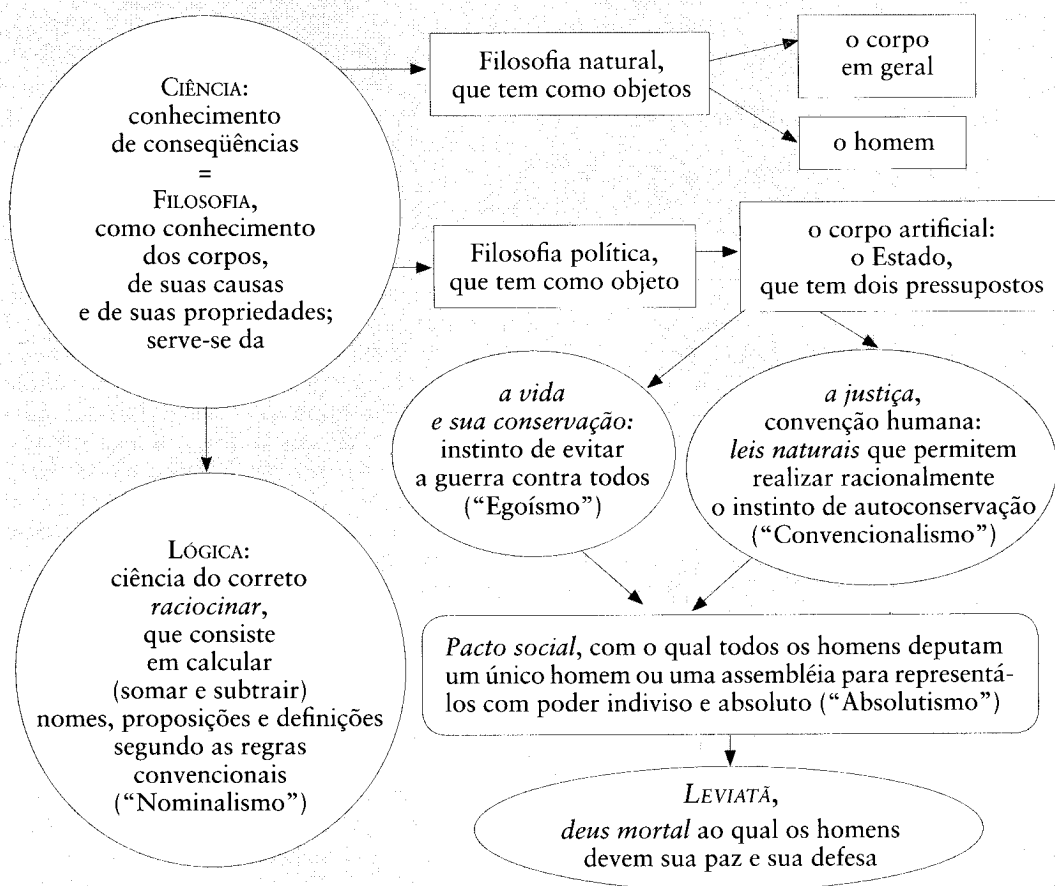 CIÊNCIA:
conhecimento
de conseqüências
=
FILOSOFIA,
como conhecimento
dos corpos,
de suas causas
e de suas propriedades;
serve-se da
Filosofia natural,
que tem como objetos
o corpo
em geral
o homem
Filosofia política,
que tem como objeto
o corpo artificial:
o Estado,
que tem dois pressupostos
a vida
e sua conservação:
instinto de evitar
a guerra contra todos
(“Egoísmo”)
a justiça,
convenção humana:
leis naturais que permitem
realizar racionalmente
o instinto de autoconservação
(“Convencionalismo”)
LÓGICA:
ciência do correto
raciocinar,
que consiste
em calcular
(somar e subtrair)
nomes, proposições e definições
segundo as regras
convencionais
(“Nominalismo”)
Pacto social, com o qual todos os homens deputam
um único homem ou uma assembléia para representá-
los com poder indiviso e absoluto (“Absolutismo”)
LEVIATÃ,
deus mortal ao qual os homens
devem sua paz e sua defesa